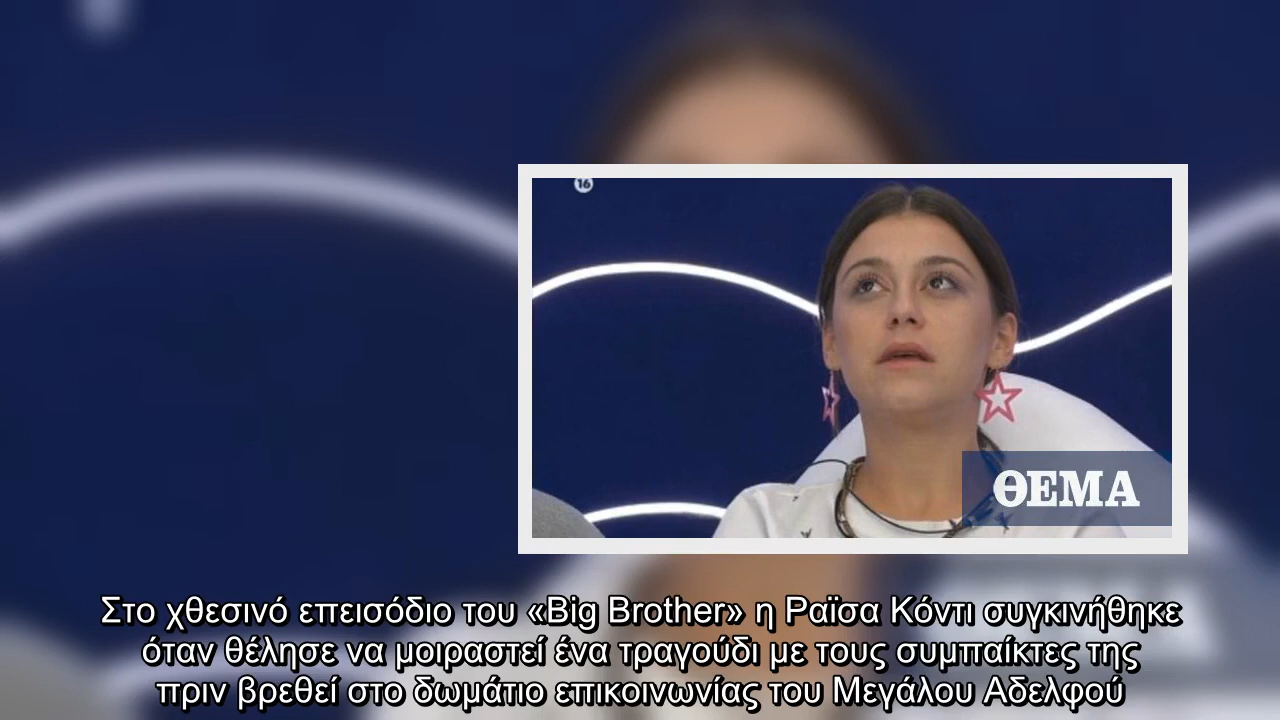 16
ΘΕΜΑ
Στο χθεσινό επεισόδιο του «Big Brother» η Ραϊσα Κόντι συγκινήθηκε
όταν θέλησε να μοιραστεί ένα τραγούδι με τους συμπαίκτες της
πριν βρεθεί στο δωμάτιο επικοινωνίας του Μεγάλου Αδελφού